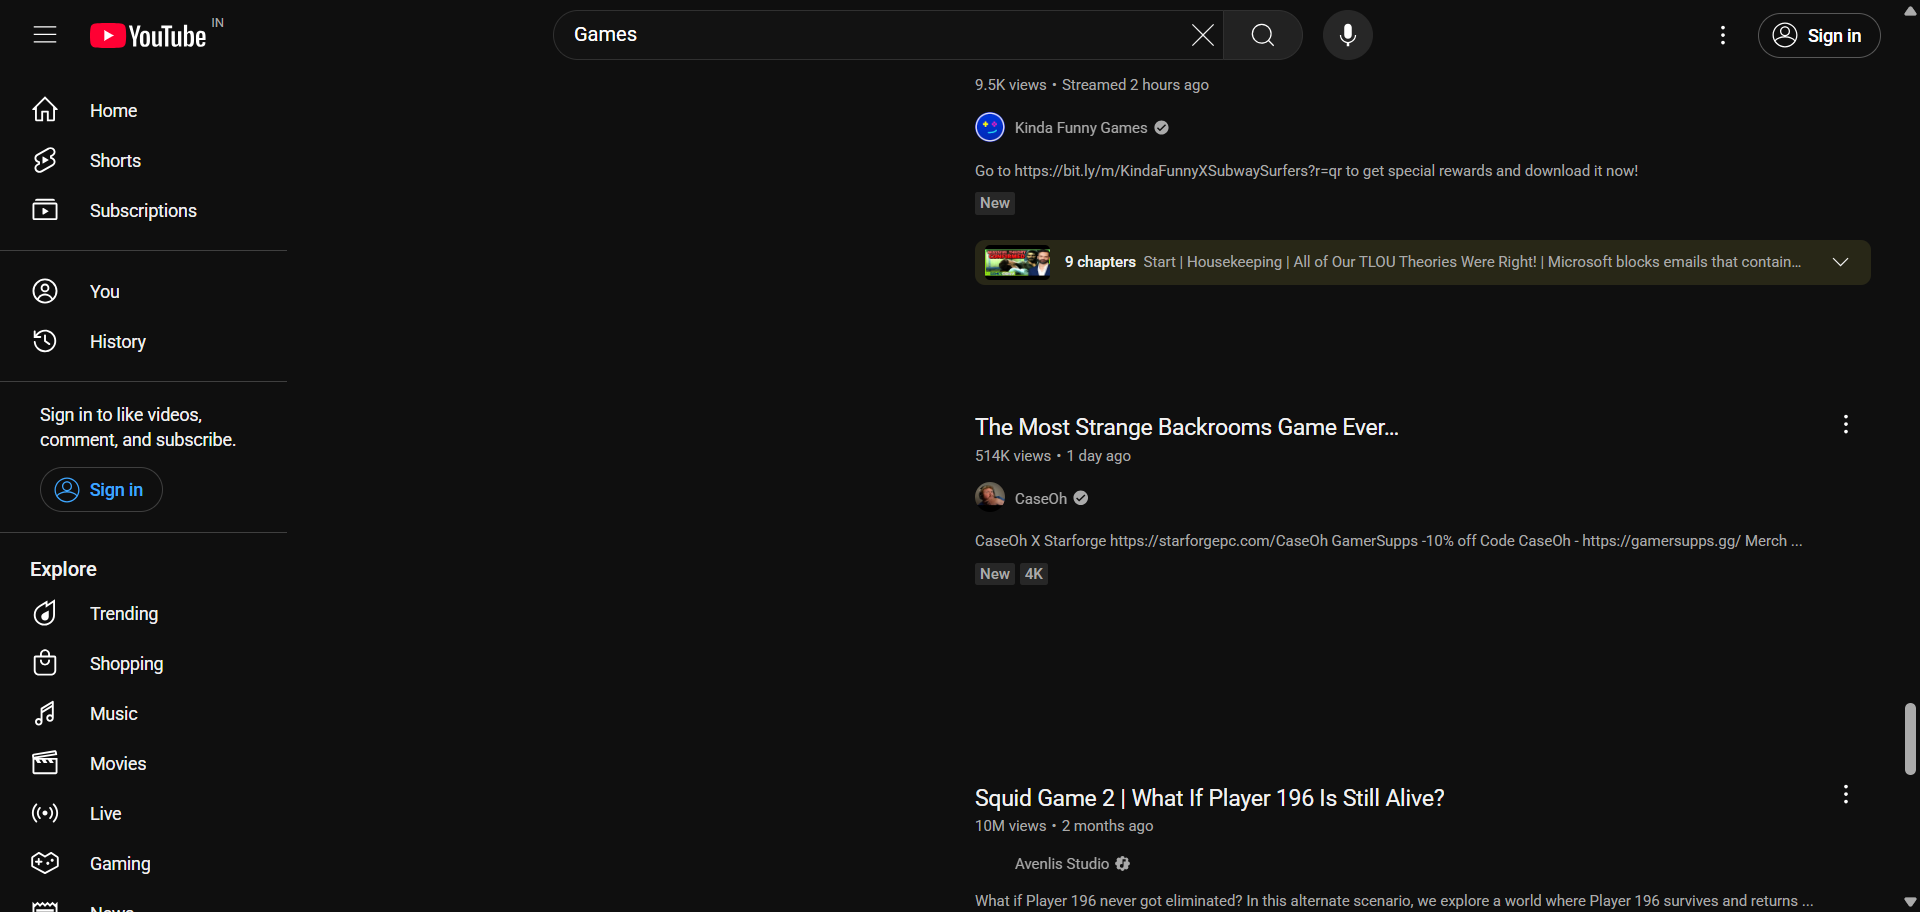 YouTube IN
Games
Sign in
Home
Shorts
Subscriptions
You
History
Sign in to like videos,
comment, and subscribe.
Sign in
Explore
Trending
Shopping
Music
Movies
Live
Gaming
News
9.5K views • Streamed 2 hours ago
Kinda Funny Games
Go to https://bit.ly/m/KindaFunnyXSubwaySurfers?r=qr to get special rewards and download it now!
New
9 chapters Start | Housekeeping | All of Our TLOU Theories Were Right! | Microsoft blocks emails that contain...
The Most Strange Backrooms Game Ever...
514K views • 1 day ago
CaseOh
CaseOh X Starforge https://starforgepc.com/CaseOh GamerSupps -10% off Code CaseOh - https://gamersupps.gg/ Merch ...
New 4K
Squid Game 2 | What If Player 196 Is Still Alive?
10M views • 2 months ago
Avenlis Studio
What if Player 196 never got eliminated? In this alternate scenario, we explore a world where Player 196 survives and returns ...